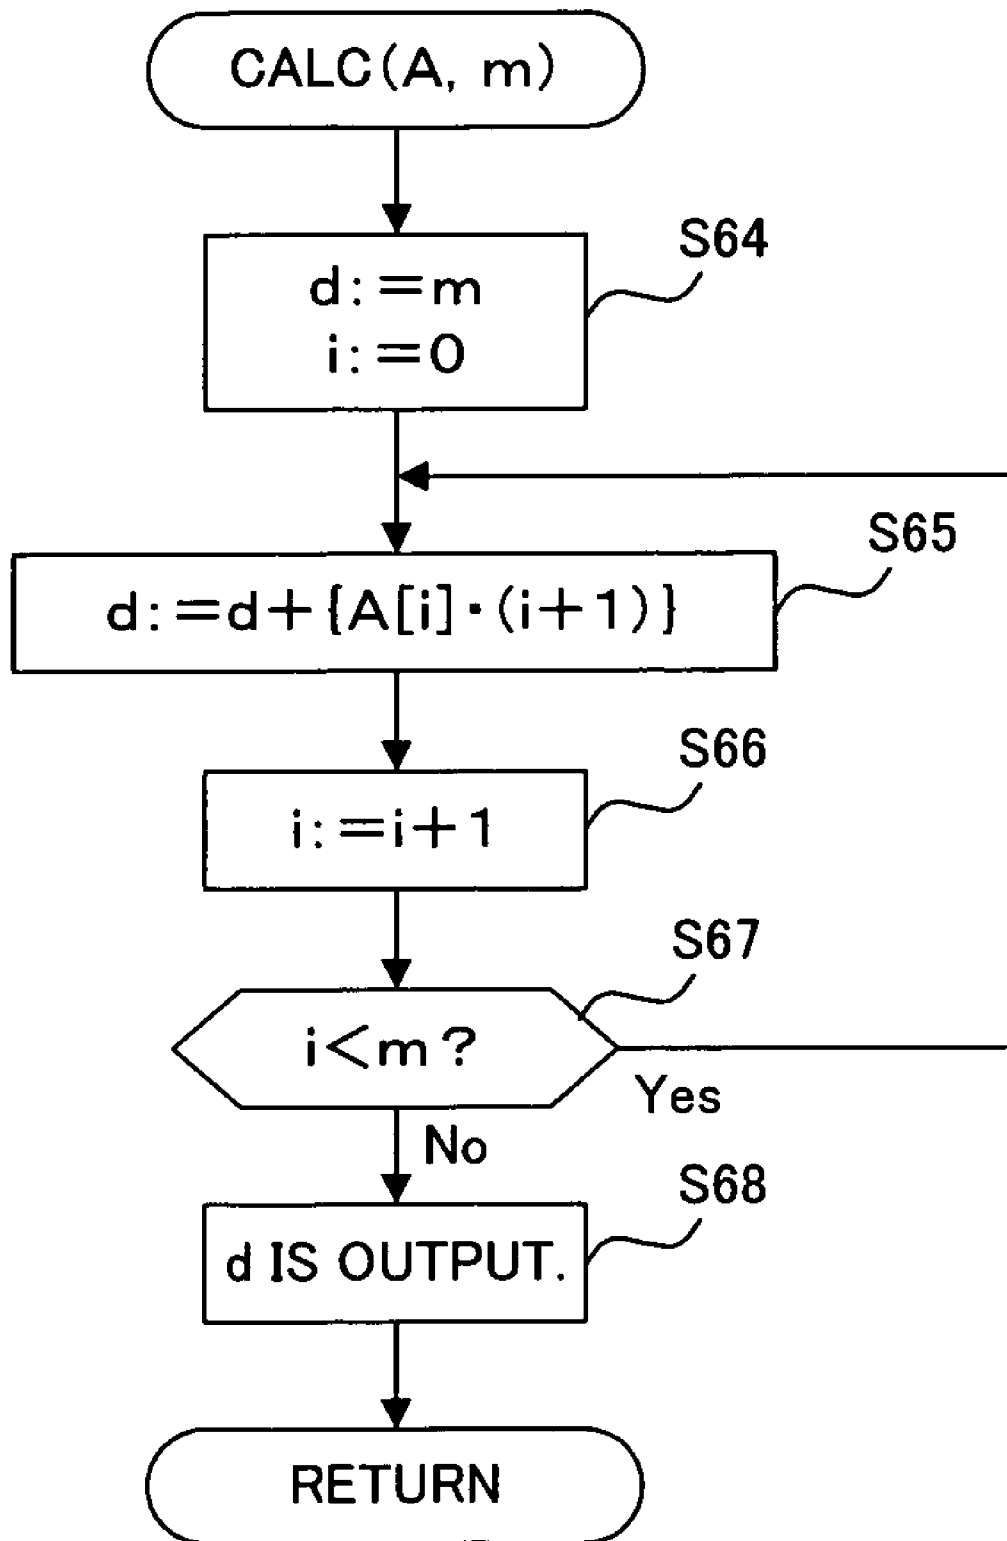 CALC(A, m)
S64
d:=m
i:=0
S65
d:=d+{A[i]·(i+1)}
S66
i:=i+1
S67
i<m?
Yes
No
S68
d IS OUTPUT.
RETURN